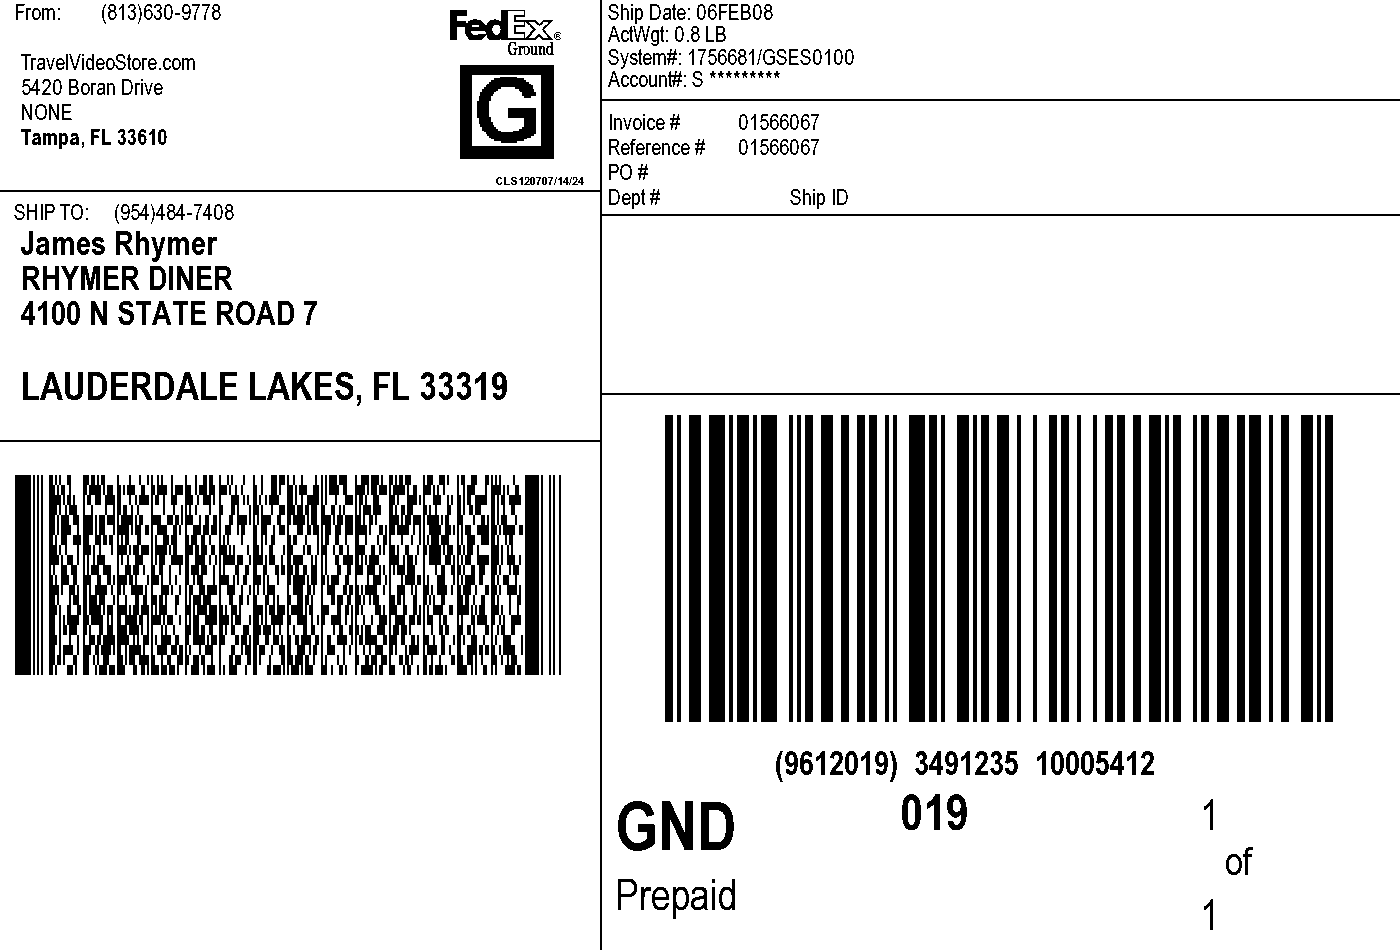 From: (813)630-9778
TravelVideoStore.com
5420 Boran Drive
NONE
Tampa, FL 33610
FedEx®
Ground
G
CLS120707/14/24
Ship Date: 06FEB08
ActWgt: 0.8 LB
System#: 1756681/GSES0100
Account#: S *********
Invoice # 01566067
Reference # 01566067
PO #
Dept # Ship ID
SHIP TO: (954)484-7408
James Rhymer
RHYMER DINER
4100 N STATE ROAD 7
LAUDERDALE LAKES, FL 33319
(9612019) 3491235 10005412
GND 019 1
of
Prepaid 1